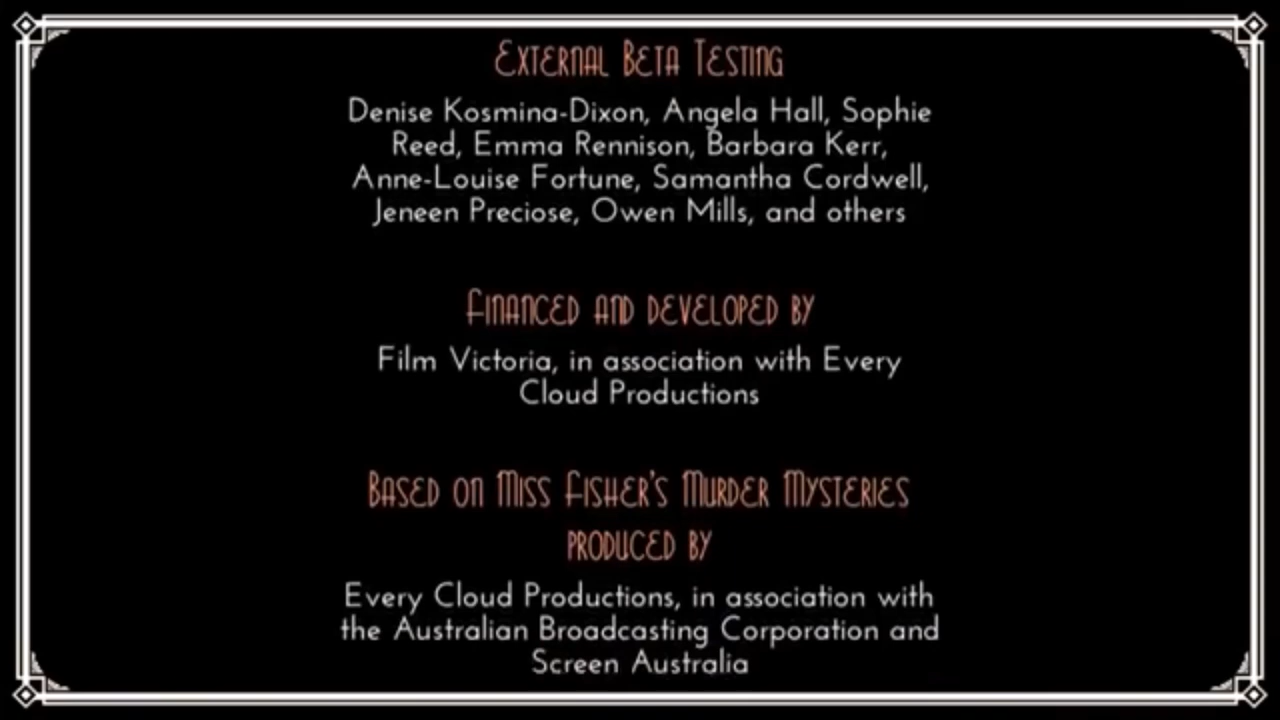 External Beta Testing
Denise Kosmina-Dixon, Angela Hall, Sophie
Reed, Emma Rennison, Barbara Kerr,
Anne-Louise Fortune, Samantha Cordwell,
Jeneen Preciose, Owen Mills, and others
Financed and developed by
Film Victoria, in association with Every
Cloud Productions
Based on Miss Fisher's Murder Mysteries
produced by
Every Cloud Productions, in association with
the Australian Broadcasting Corporation and
Screen Australia